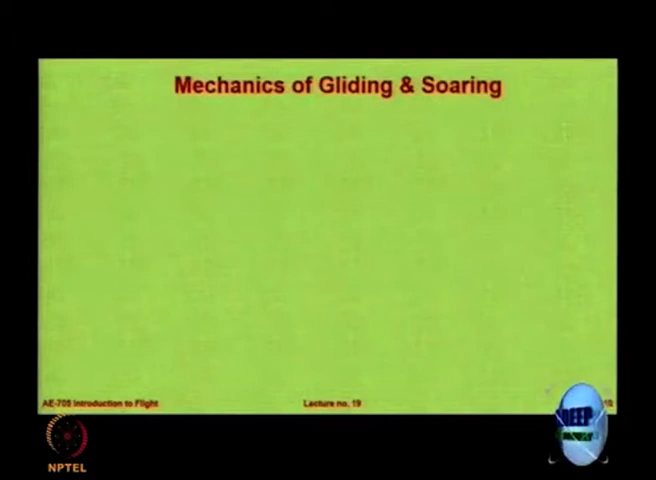 Mechanics of Gliding & Soaring
AE-705 Introduction to Flight
Lecture no. 19
NPTEL